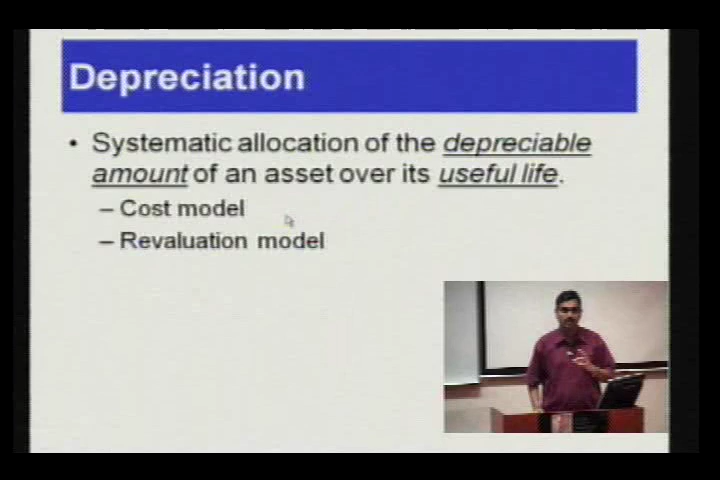 Depreciation
• Systematic allocation of the depreciable
amount of an asset over its useful life.
– Cost model
– Revaluation model